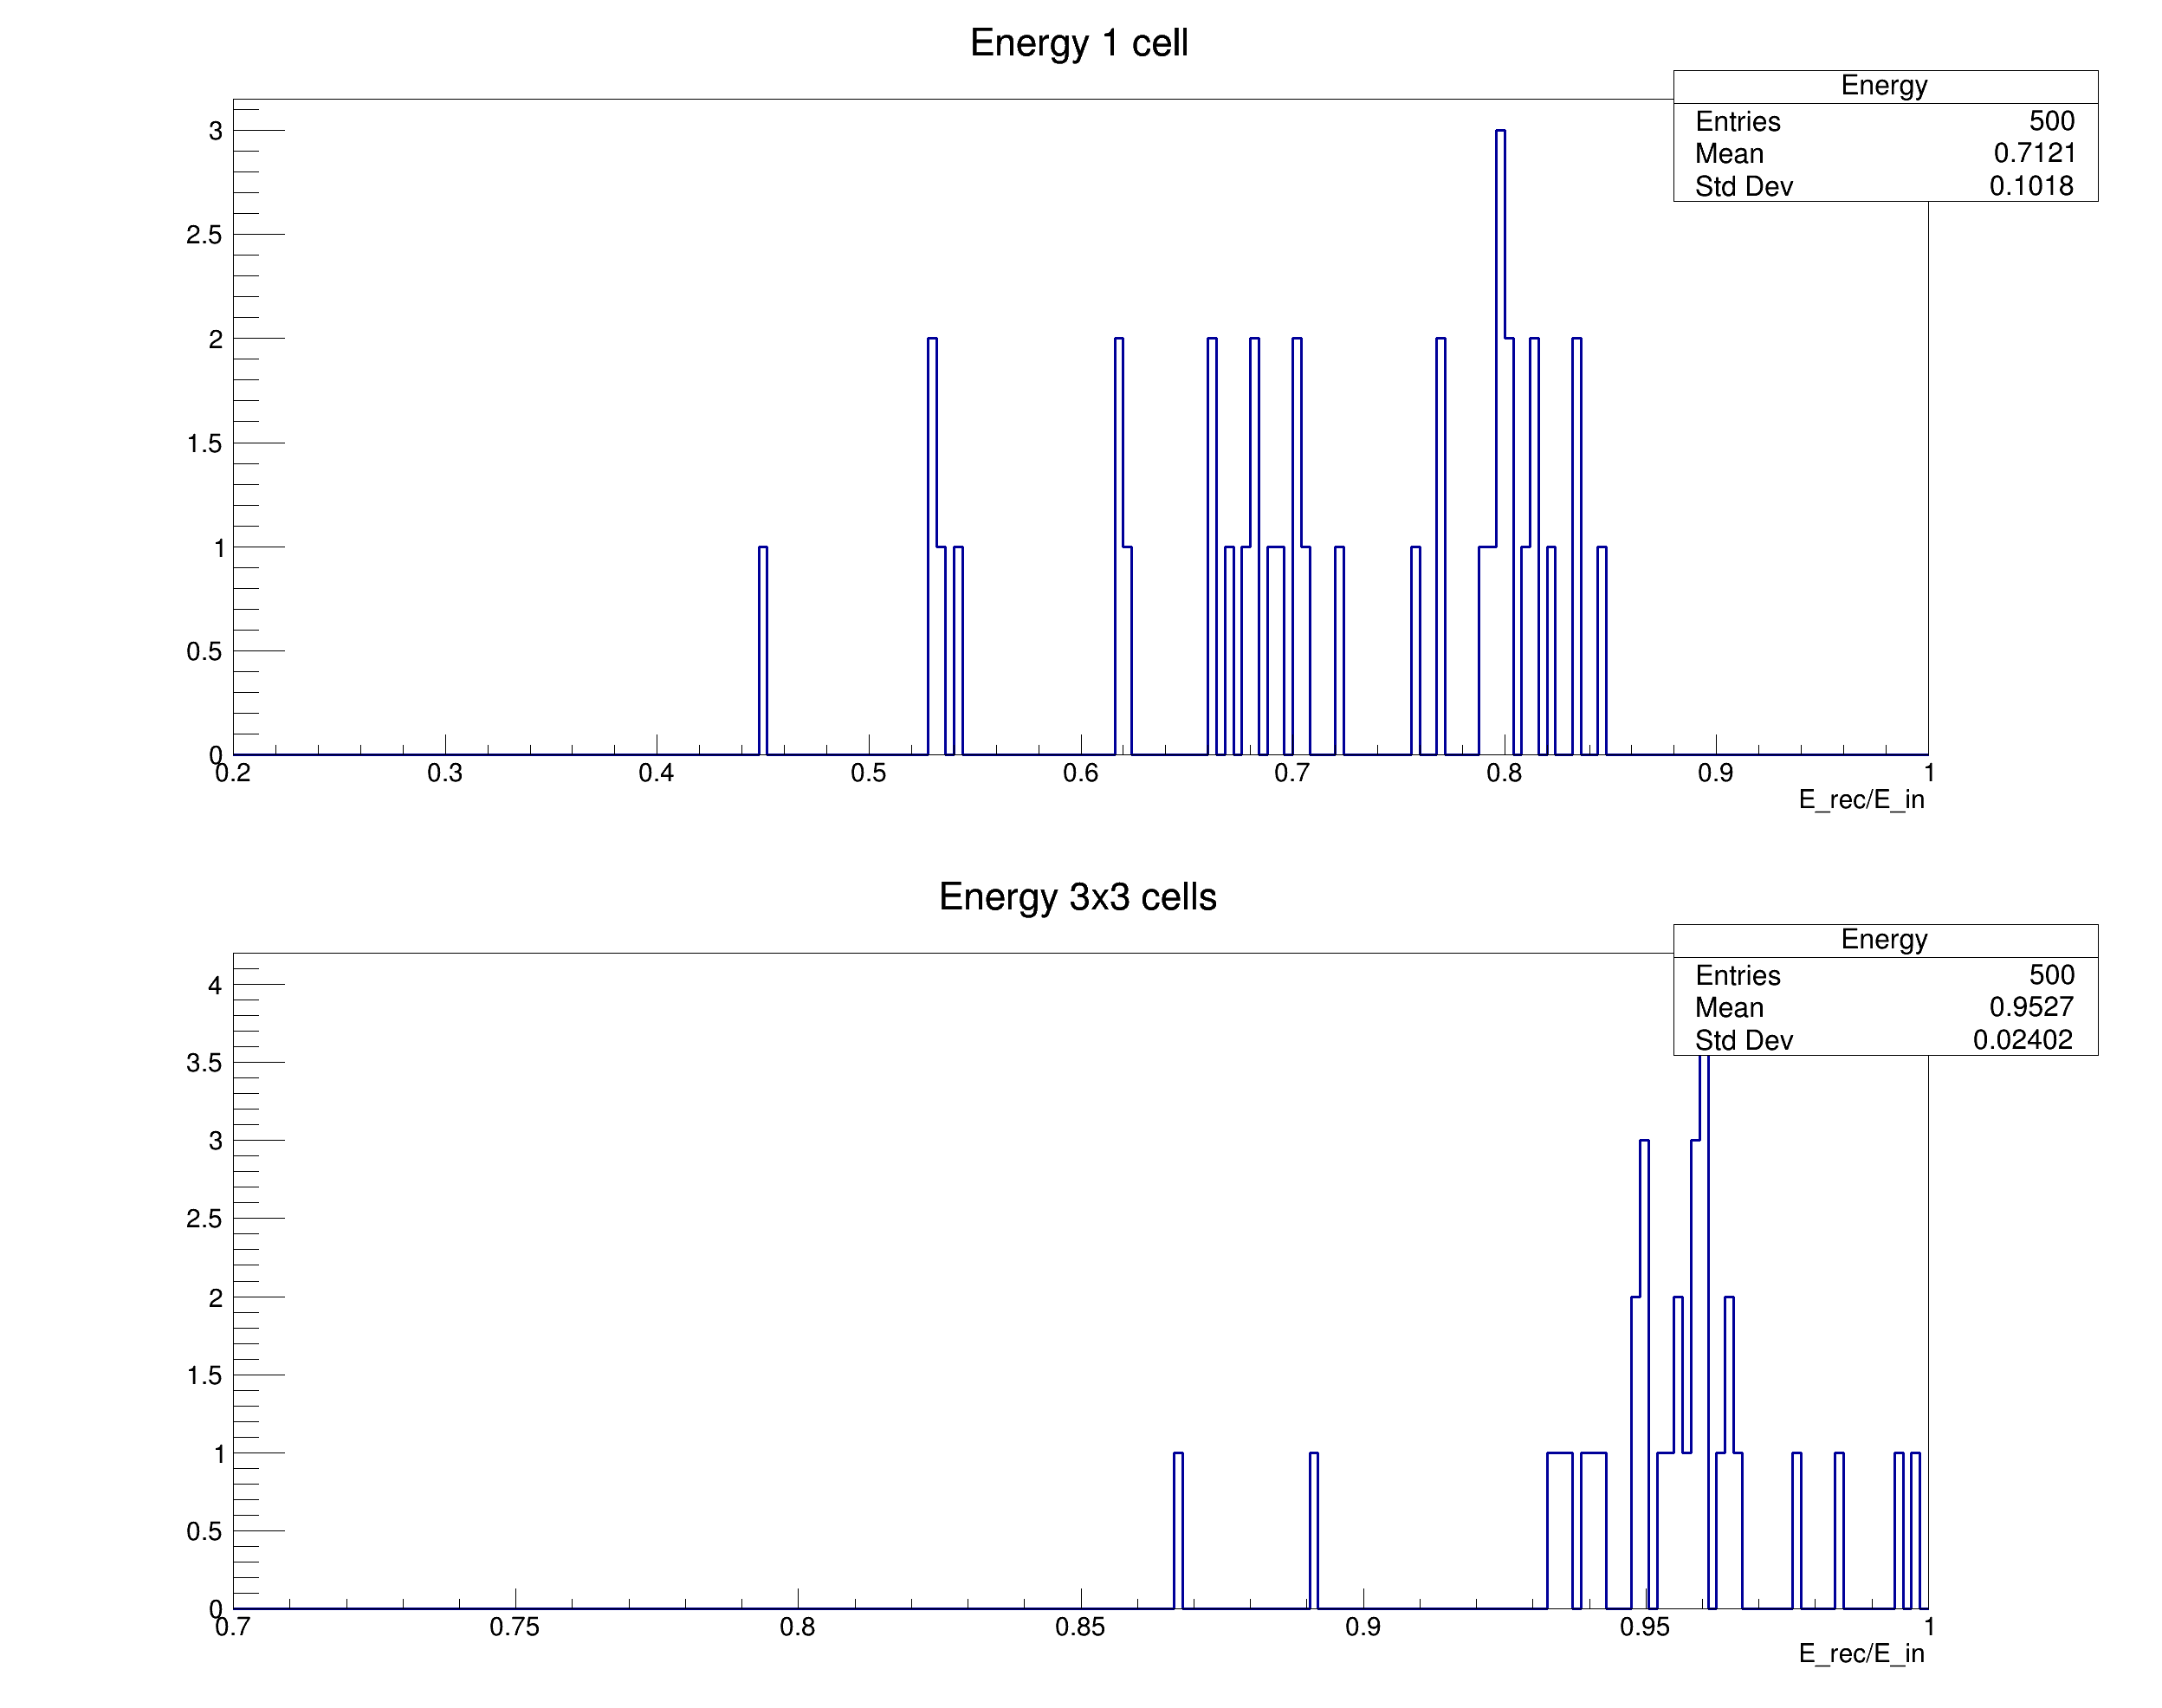 Energy 1 cell
Energy
Entries 500
Mean 0.7121
Std Dev 0.1018
3
2.5
2
1.5
1
0.5
0
0.2 0.3 0.4 0.5 0.6 0.7 0.8 0.9 1
E_rec/E_in
Energy 3x3 cells
Energy
Entries 500
Mean 0.9527
Std Dev 0.02402
4
3.5
3
2.5
2
1.5
1
0.5
0
0.7 0.75 0.8 0.85 0.9 0.95 1
E_rec/E_in